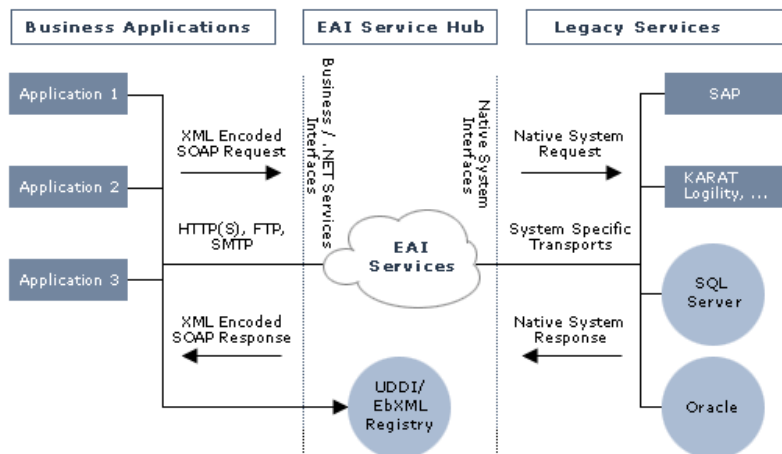 Business Applications
EAI Service Hub
Legacy Services
Application 1
Application 2
Application 3
XML Encoded
SOAP Request
HTTP(S), FTP,
SMTP
XML Encoded
SOAP Response
Business / .NET Services
Interfaces
EAI
Services
UDDI/
EbXML
Registry
Native System
Interfaces
Native System
Request
System Specific
Transports
Native System
Response
SAP
KARAT
Logility, ...
SQL
Server
Oracle